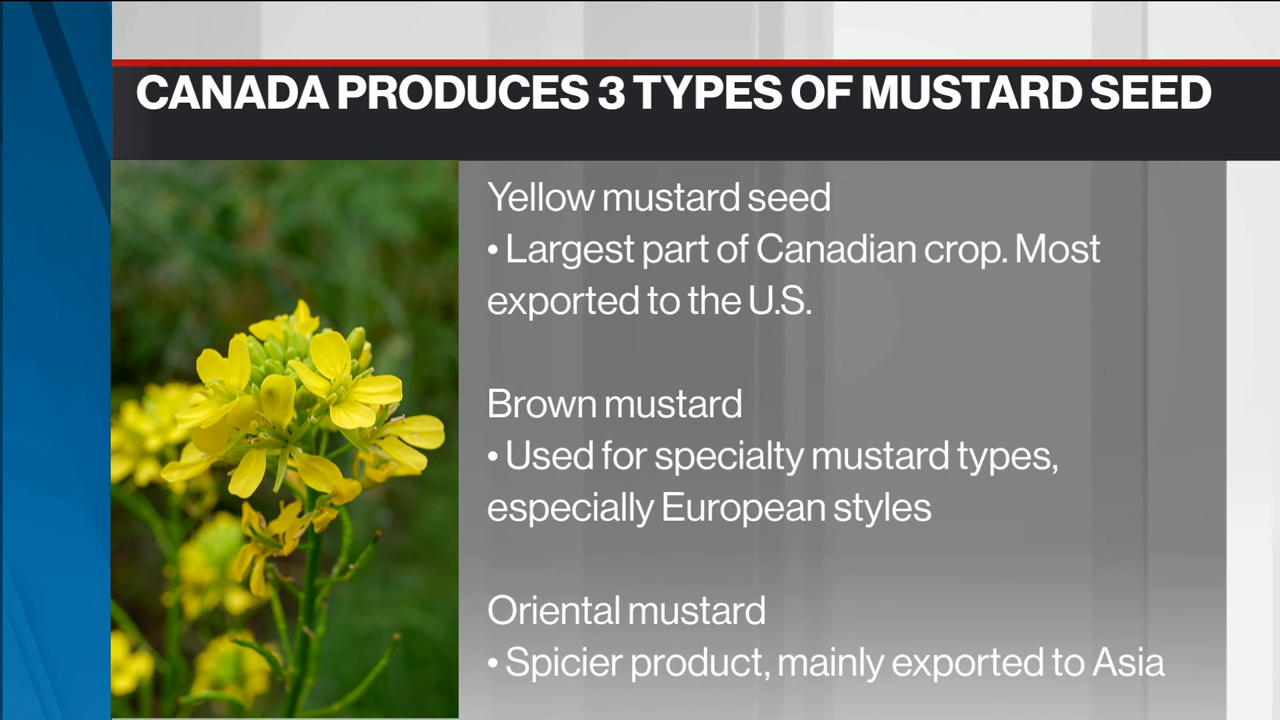 CANADA PRODUCES 3 TYPES OF MUSTARD SEED
Yellow mustard seed
• Largest part of Canadian crop. Most
exported to the U.S.
Brown mustard
• Used for specialty mustard types,
especially European styles
Oriental mustard
• Spicier product, mainly exported to Asia